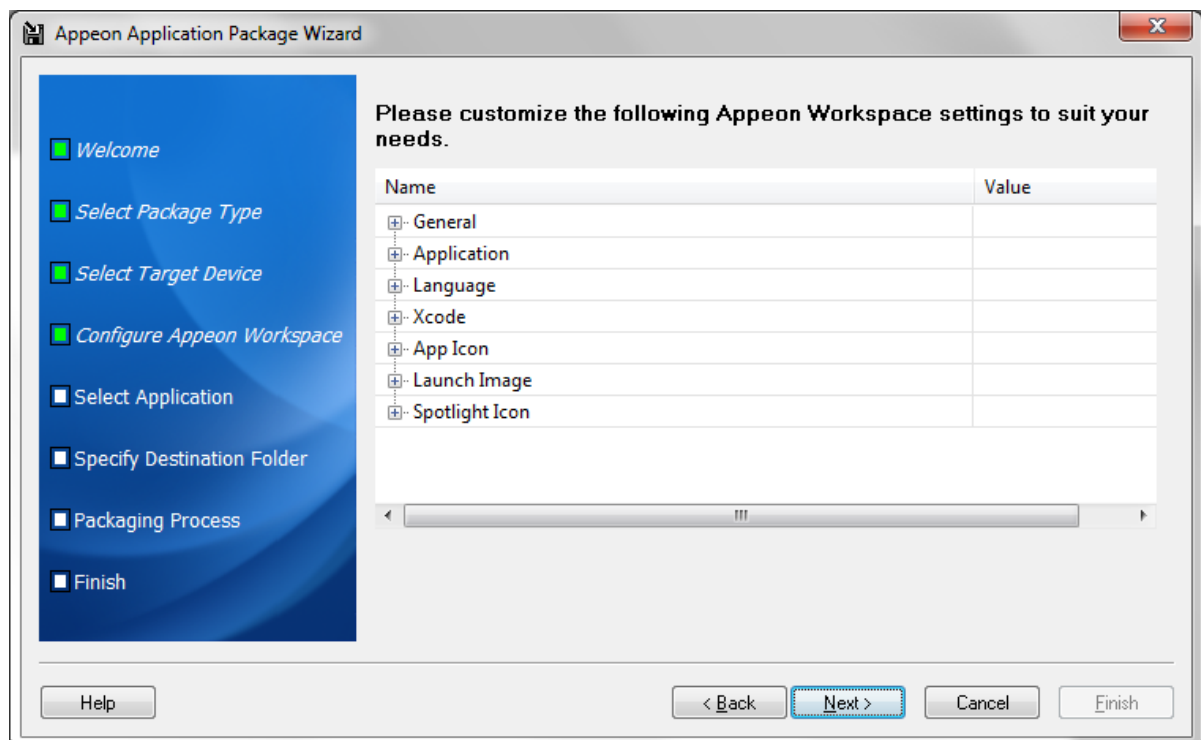 Appeon Application Package Wizard
Welcome
Select Package Type
Select Target Device
Configure Appeon Workspace
Select Application
Specify Destination Folder
Packaging Process
Finish
Please customize the following Appeon Workspace settings to suit your
needs.
Name Value
General
Application
Language
Xcode
App Icon
Launch Image
Spotlight Icon
Help < Back Next > Cancel Finish